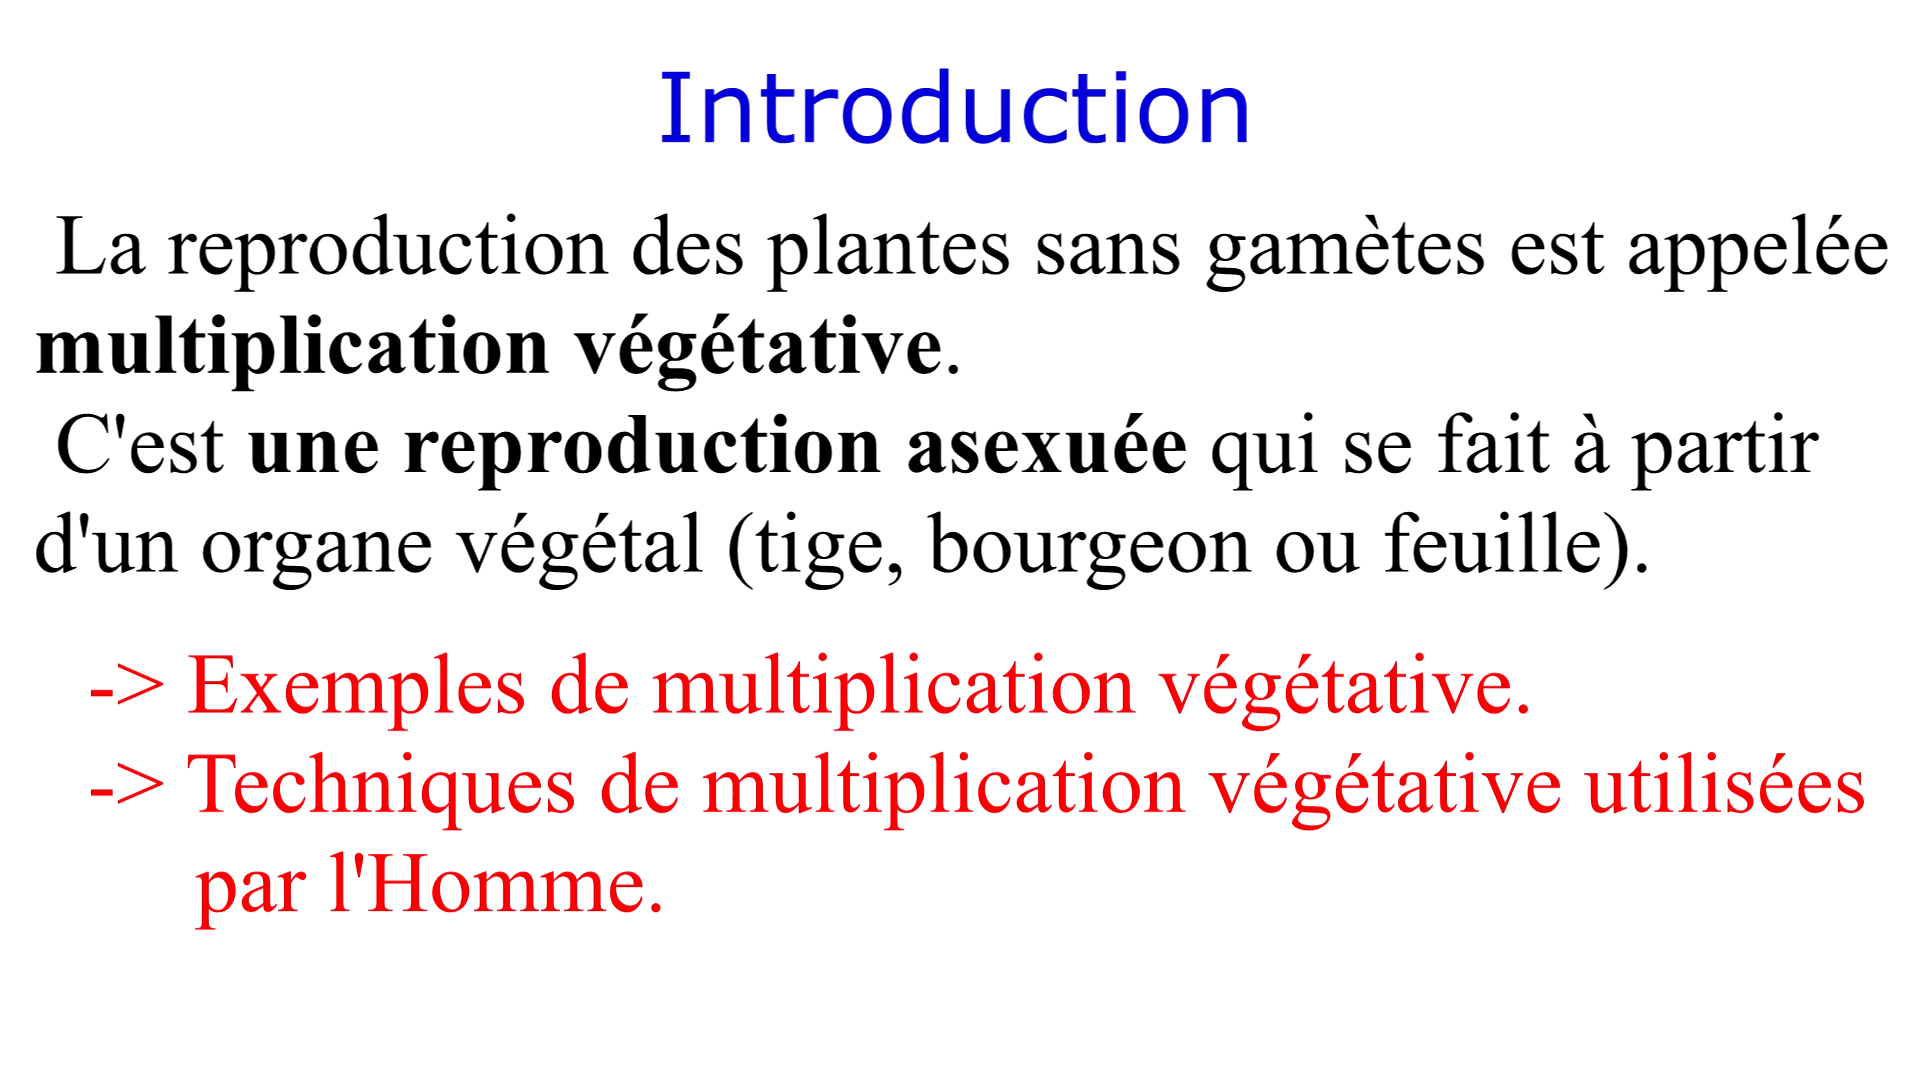 Introduction
La reproduction des plantes sans gamètes est appelée
multiplication végétative.
C'est une reproduction asexuée qui se fait à partir
d'un organe végétal (tige, bourgeon ou feuille).
-> Exemples de multiplication végétative.
-> Techniques de multiplication végétative utilisées
par l'Homme.